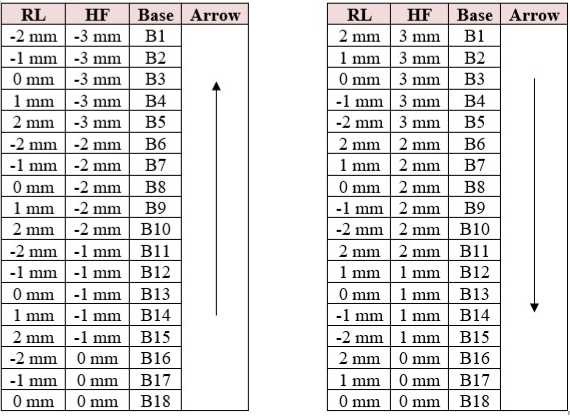 RL HF Base Arrow
-2 mm -3 mm B1
-1 mm -3 mm B2
0 mm -3 mm B3
1 mm -3 mm B4
2 mm -3 mm B5
-2 mm -2 mm B6
-1 mm -2 mm B7
0 mm -2 mm B8
1 mm -2 mm B9
2 mm -2 mm B10
-2 mm -1 mm B11
-1 mm -1 mm B12
0 mm -1 mm B13
1 mm -1 mm B14
2 mm -1 mm B15
-2 mm 0 mm B16
-1 mm 0 mm B17
0 mm 0 mm B18
RL HF Base Arrow
2 mm 3 mm B1
1 mm 3 mm B2
0 mm 3 mm B3
-1 mm 3 mm B4
-2 mm 3 mm B5
2 mm 2 mm B6
1 mm 2 mm B7
0 mm 2 mm B8
-1 mm 2 mm B9
-2 mm 2 mm B10
2 mm 2 mm B11
1 mm 1 mm B12
0 mm 1 mm B13
-1 mm 1 mm B14
-2 mm 1 mm B15
2 mm 0 mm B16
1 mm 0 mm B17
0 mm 0 mm B18